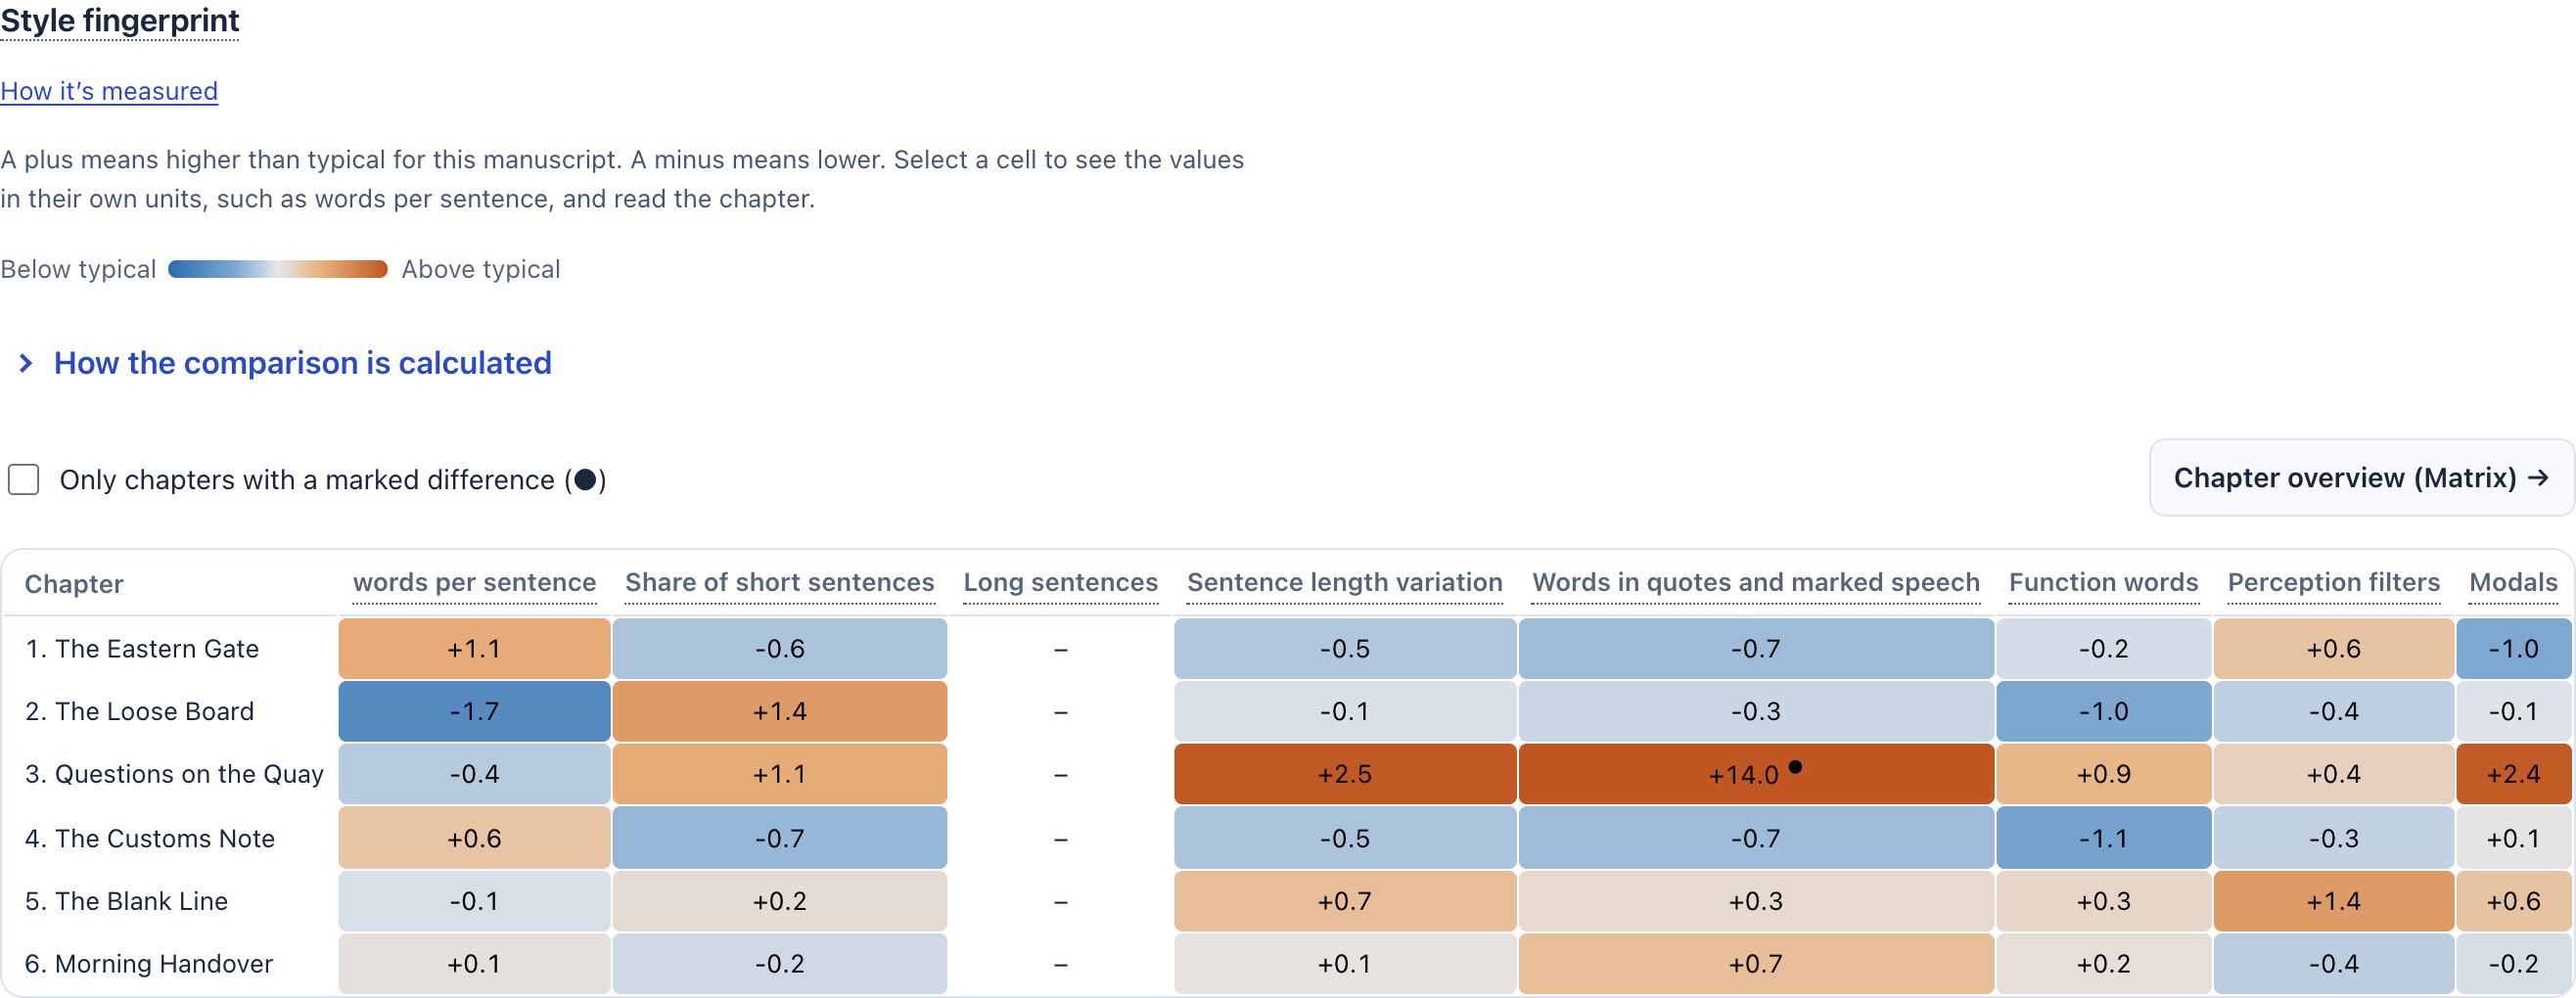 Style fingerprint
How it’s measured
A plus means higher than typical for this manuscript. A minus means lower. Select a cell to see the values
in their own units, such as words per sentence, and read the chapter.
Below typical Above typical
How the comparison is calculated
Only chapters with a marked difference (●)
Chapter overview (Matrix) →
Chapter words per sentence Share of short sentences Long sentences Sentence length variation Words in quotes and marked speech Function words Perception filters Modals
1. The Eastern Gate +1.1 -0.6 – -0.5 -0.7 -0.2 +0.6 -1.0
2. The Loose Board -1.7 +1.4 – -0.1 -0.3 -1.0 -0.4 -0.1
3. Questions on the Quay -0.4 +1.1 – +2.5 +14.0 ● +0.9 +0.4 +2.4
4. The Customs Note +0.6 -0.7 – -0.5 -0.7 -1.1 -0.3 +0.1
5. The Blank Line -0.1 +0.2 – +0.7 +0.3 +0.3 +1.4 +0.6
6. Morning Handover +0.1 -0.2 – +0.1 +0.7 +0.2 -0.4 -0.2